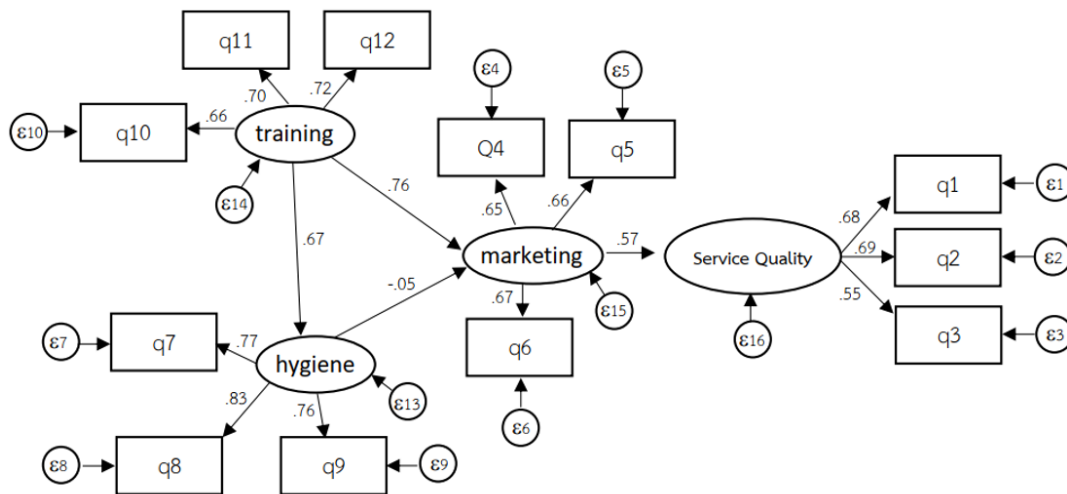 q11
q12
.70
.72
ε10
q10
.66
training
ε14
ε4
ε5
Q4
q5
.76
.65
.66
.67
marketing
.57
Service Quality
.68
.69
.55
q1
ε1
q2
ε2
q3
ε3
-.05
.67
ε15
ε16
q6
ε6
ε7
q7
.77
hygiene
ε13
.83
.76
ε8
q8
q9
ε9